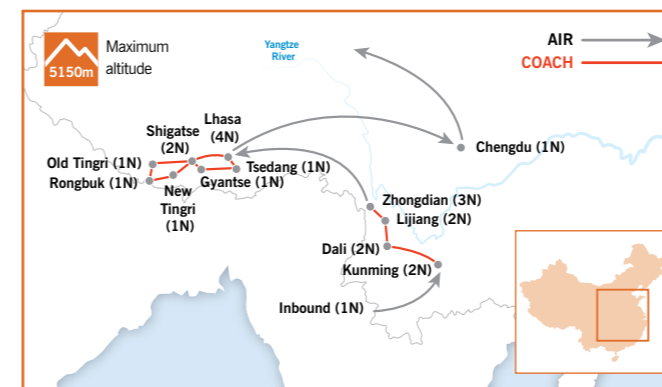 5150m
Maximum
altitude
Yangtze
River
AIR
COACH
Lhasa
(4N)
Shigatse
(2N)
Chengdu (1N)
Old Tingri (1N)
Tsedang (1N)
Rongbuk (1N)
Gyantse (1N)
New
Tingri
(1N)
Zhongdian (3N)
Lijiang (2N)
Dali (2N)
Kunming (2N)
Inbound (1N)